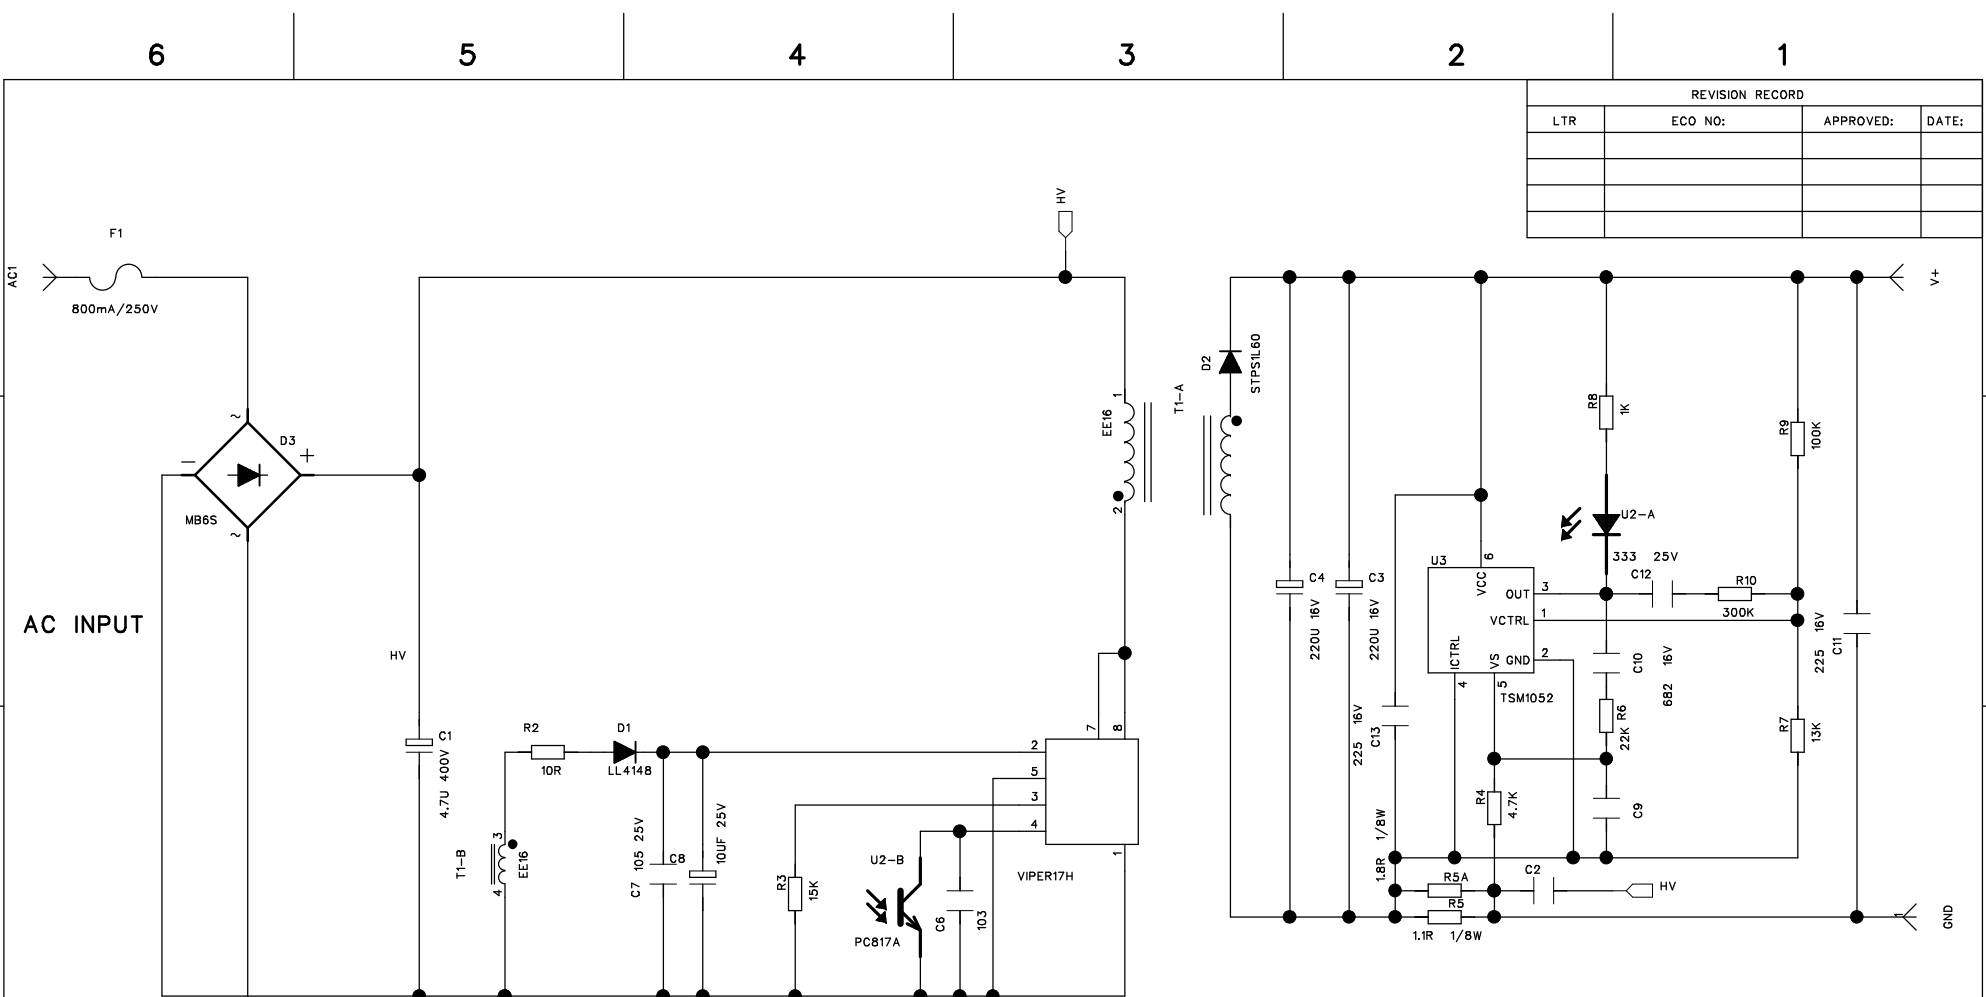 6 5 4 3 2 1
REVISION RECORD
LTR ECO NO: APPROVED: DATE:
HV
F1
AC1
800mA/250V
V+
D2
STPS1L60
T1-A
1
EE16
2
R8
1K
R9
100K
~
D3
−
+
MB6S
~
U2-A
333 25V
C12
R10
300K
U3
6
VCC
OUT 3
VCTRL 1
GND 2
ICTRL
VS
4
5
TSM1052
C4
220U 16V
C3
220U 16V
AC INPUT
HV
C10
682 16V
225 16V
C11
R6
22K
R7
13K
C13
225 16V
C1
4.7U 400V
R2
10R
D1
LL4148
7
8
2
5
3
4
1
VIPER17H
R4
4.7K
C9
T1-B
3
EE16
4
C7 105 25V
C8
10UF 25V
R3
15K
U2-B
PC817A
C6
103
1.8R 1/8W
R5A
C2
HV
R5
1.1R 1/8W
1
GND